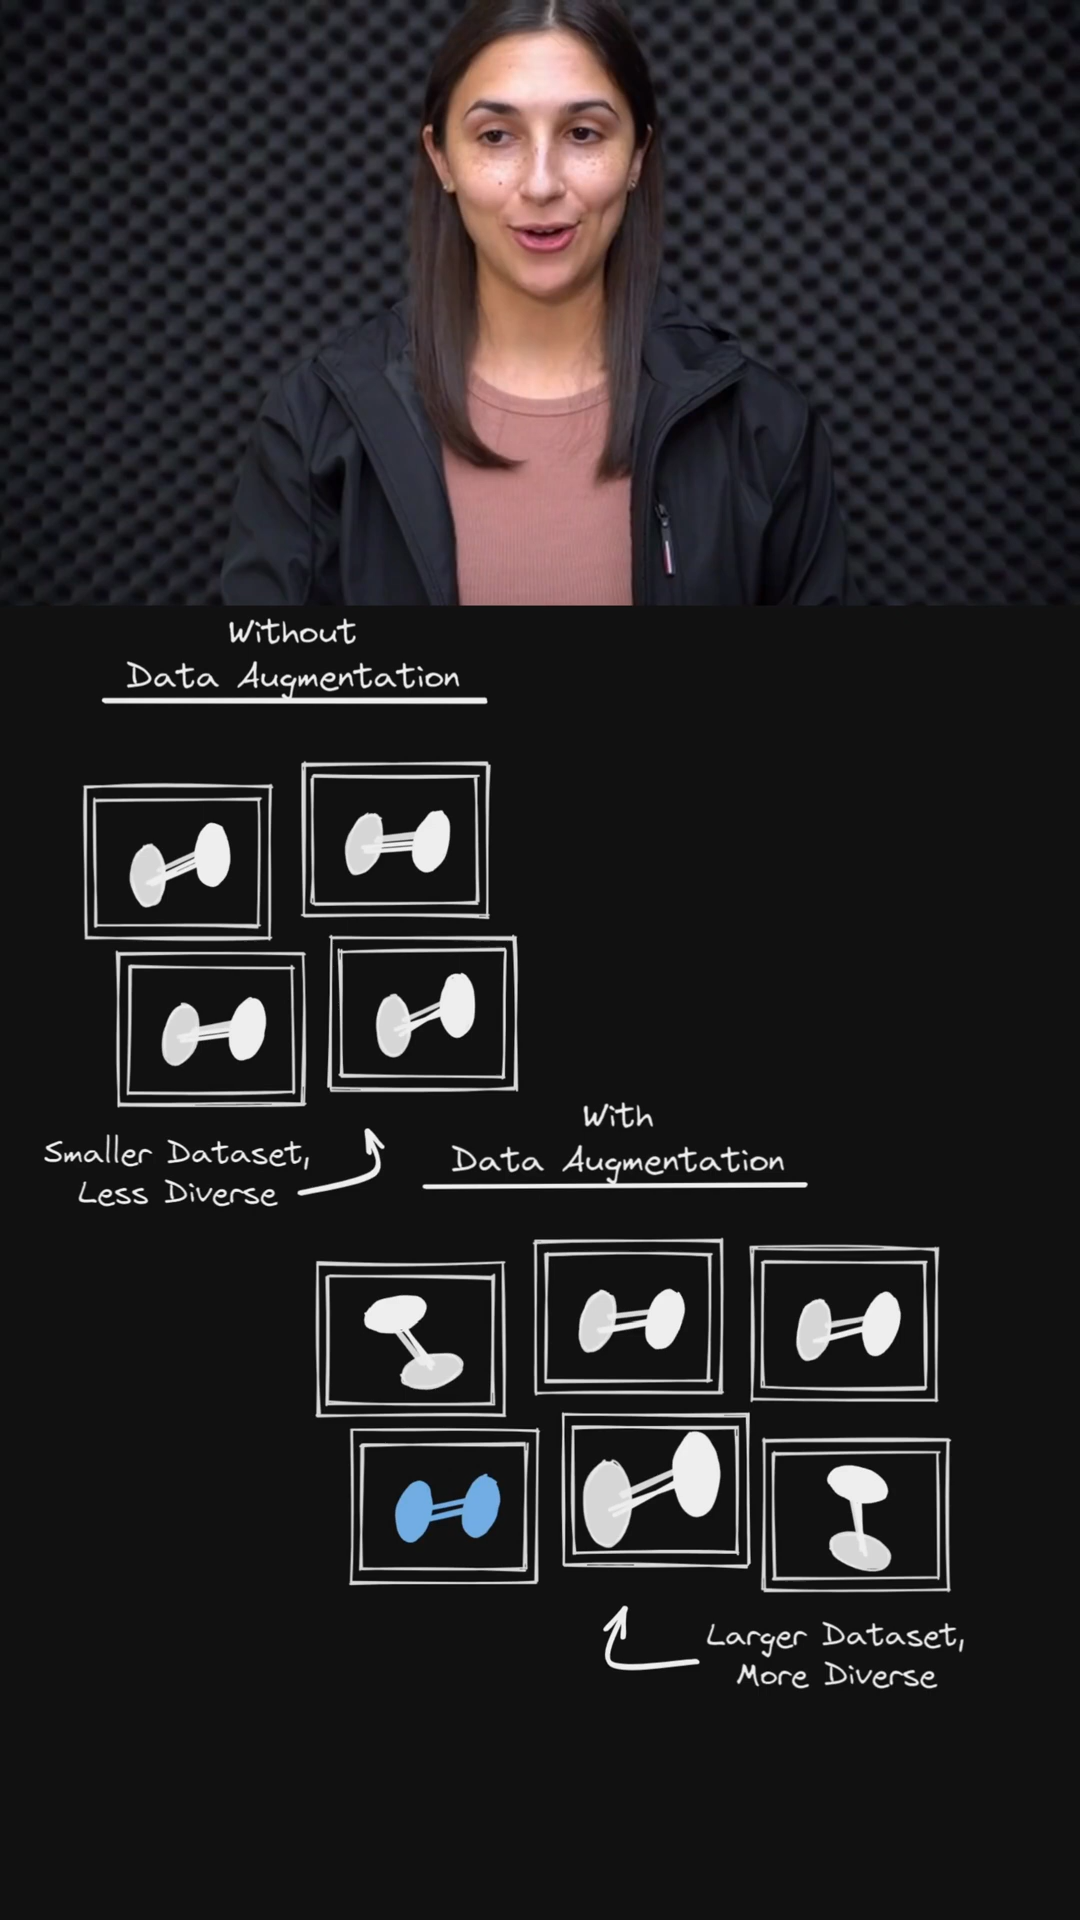 Without
Data Augmentation
Smaller Dataset,
Less Diverse
With
Data Augmentation
Larger Dataset,
More Diverse